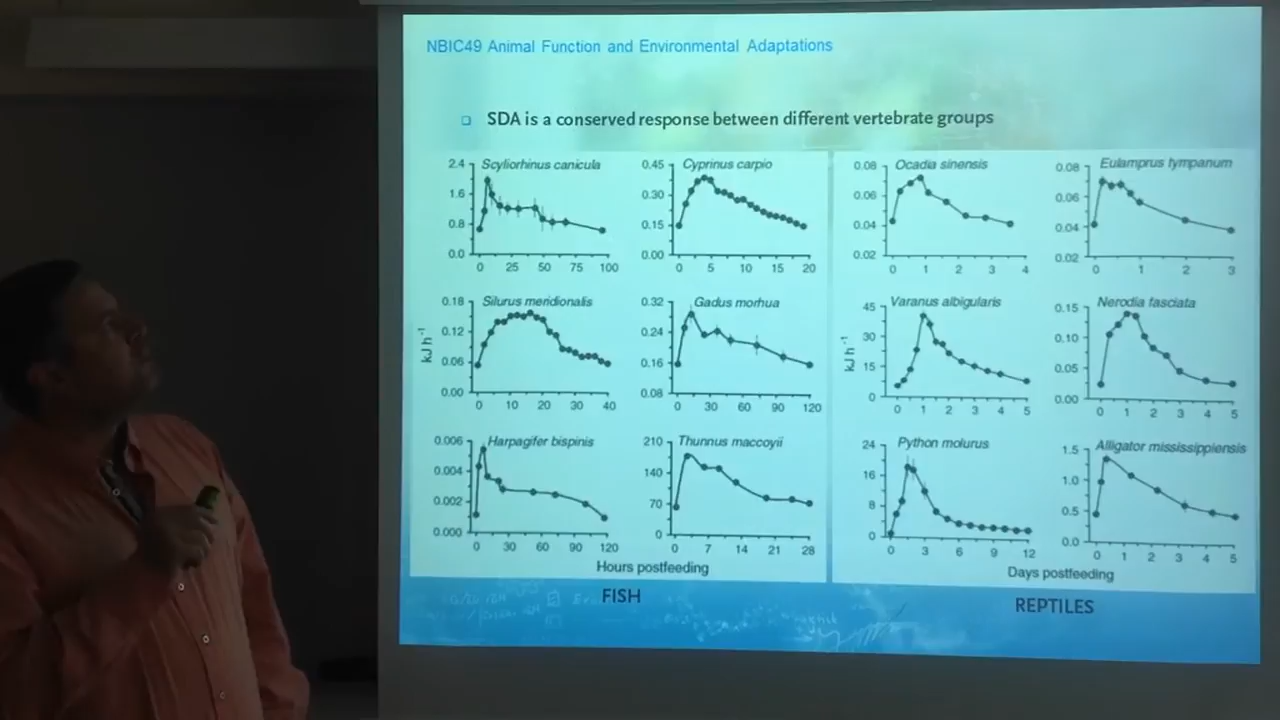 NBIC49 Animal Function and Environmental Adaptations
SDA is a conserved response between different vertebrate groups
Scyliorhinus canicula
2.4
1.6
0.8
0.0
0 25 50 75 100
Cyprinus carpio
0.45
0.30
0.15
0.00
0 5 10 15 20
Ocadia sinensis
0.08
0.06
0.04
0.02
0 1 2 3 4
Eulamprus tympanum
0.08
0.06
0.04
0.02
0 1 2 3
Silurus meridionalis
0.18
0.12
0.06
0.00
kJ h⁻¹
0 10 20 30 40
Gadus morhua
0.32
0.24
0.16
0.08
0 30 60 90 120
Varanus albigularis
45
30
15
0
kJ h⁻¹
0 1 2 3 4 5
Nerodia fasciata
0.15
0.10
0.05
0.00
0 1 2 3 4 5
Harpagifer bispinis
0.006
0.004
0.002
0.000
0 30 60 90 120
Thunnus maccoyii
210
140
70
0
0 7 14 21 28
Python molurus
24
16
8
0
0 3 6 9 12
Alligator mississippiensis
1.5
1.0
0.5
0.0
0 1 2 3 4 5
Hours postfeeding
Days postfeeding
FISH
REPTILES